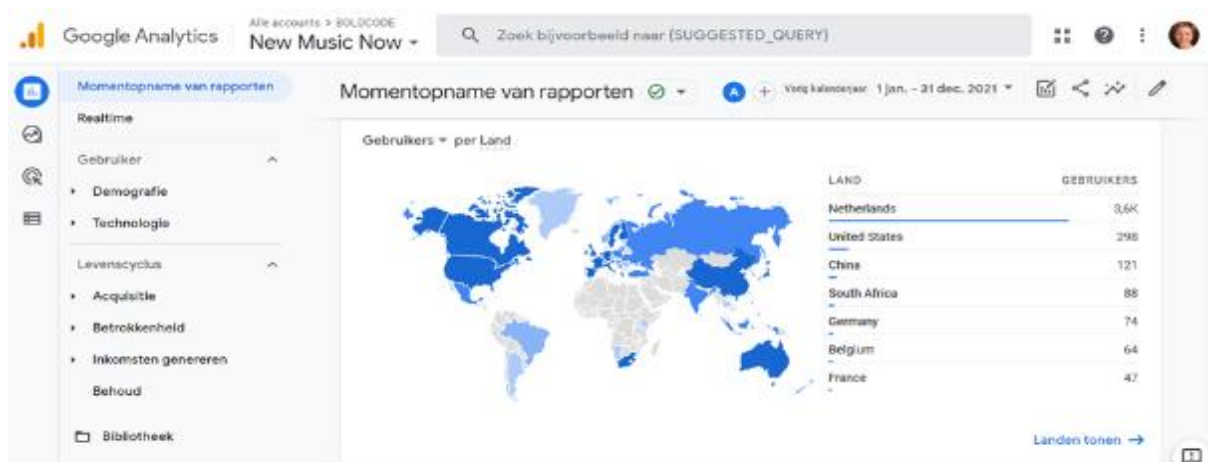 Alle accounts > BOLDCODE
Google Analytics
New Music Now
Zoek bijvoorbeeld naar {SUGGESTED_QUERY}
Momentopname van rapporten
Realtime
Gebruiker
Demografie
Technologie
Levenscyclus
Acquisitie
Betrokkenheid
Inkomsten genereren
Behoud
Bibliotheek
Momentopname van rapporten
A
Vorig kalenderjaar 1 jan. - 31 dec. 2021
Gebruikers per Land
LAND GEBRUIKERS
Netherlands 3,6K
United States 298
China 121
South Africa 88
Germany 74
Belgium 64
France 47
Landen tonen →